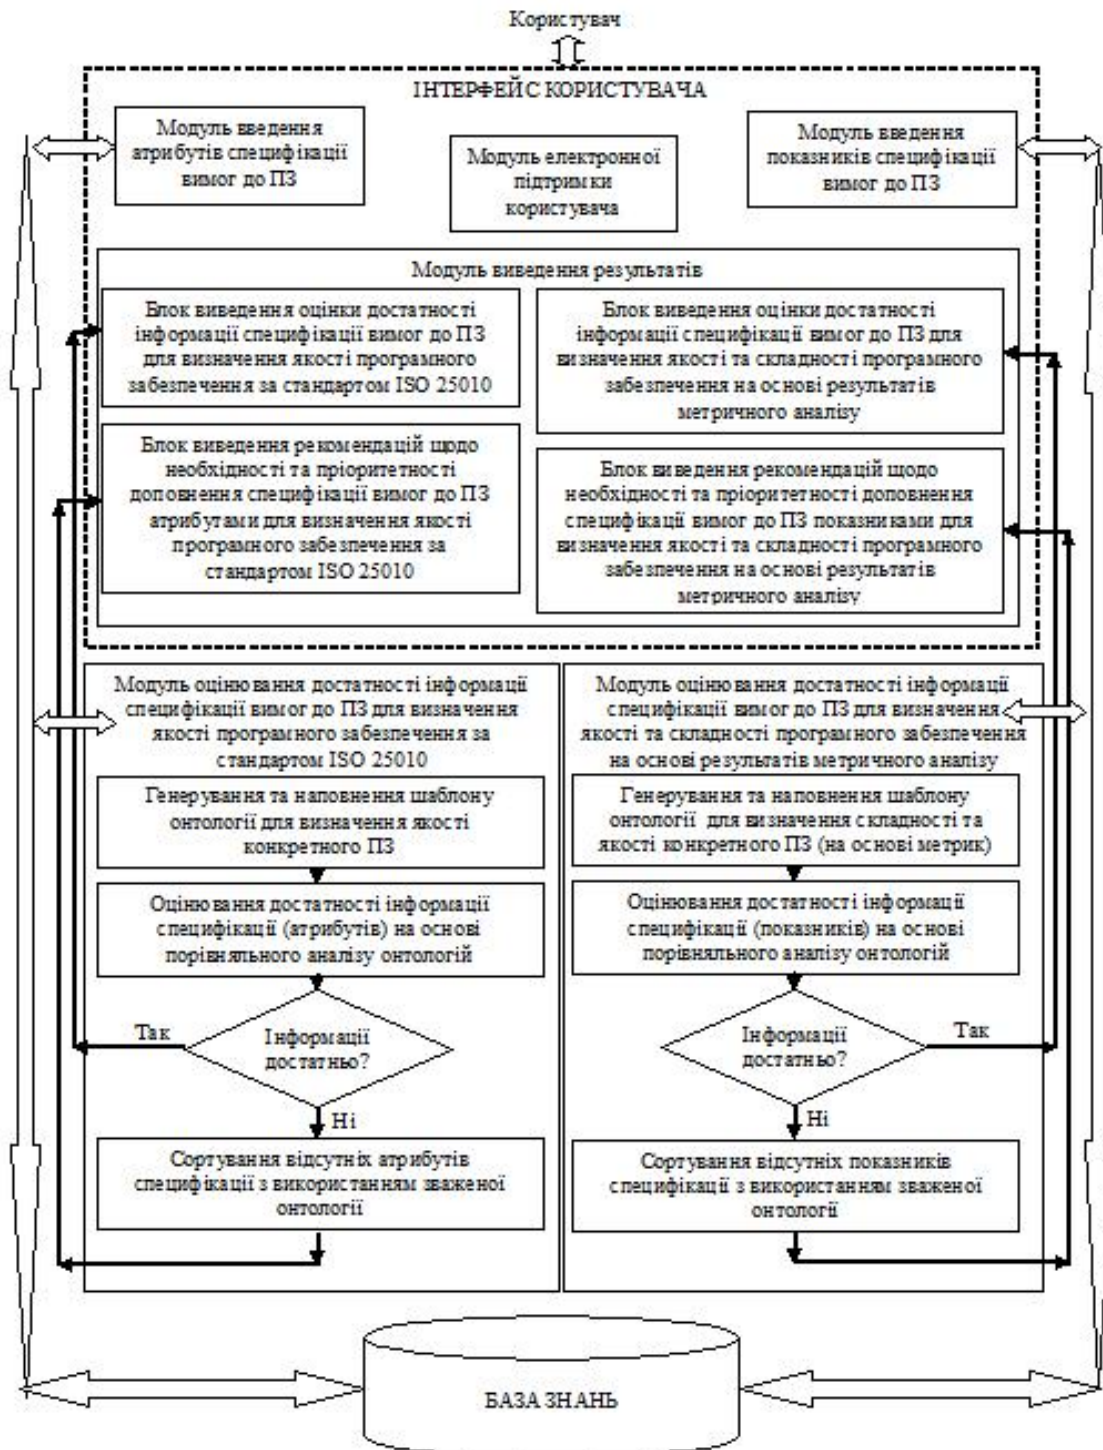 Користувач
ІНТЕРФЕЙС КОРИСТУВАЧА
Модуль введення
атрибутів специфікації
вимог до ПЗ
Модуль електронної
підтримки
користувача
Модуль введення
показників специфікації
вимог до ПЗ
Модуль виведення результатів
Блок виведення оцінки достатності
інформації специфікації вимог до ПЗ
для визначення якості програмного
забезпечення за стандартом ISO 25010
Блок виведення оцінки достатності
інформації специфікації вимог до ПЗ для
визначення якості та складності програмного
забезпечення на основі результатів
метричного аналізу
Блок виведення рекомендацій щодо
необхідності та пріоритетності
доповнення специфікації вимог до ПЗ
атрибутами для визначення якості
програмного забезпечення за
стандартом ISO 25010
Блок виведення рекомендацій щодо
необхідності та пріоритетності доповнення
специфікації вимог до ПЗ показниками для
визначення якості та складності програмного
забезпечення на основі результатів
метричного аналізу
Модуль оцінювання достатності інформації
специфікації вимог до ПЗ для визначення
якості програмного забезпечення за
стандартом ISO 25010
Генерування та наповнення шаблону
онтології для визначення якості
конкретного ПЗ
Оцінювання достатності інформації
специфікації (атрибутів) на основі
порівняльного аналізу онтологій
Так
Інформації
достатньо?
Ні
Сортування відсутніх атрибутів
специфікації з використанням зваженої
онтології
Модуль оцінювання достатності інформації
специфікації вимог до ПЗ для визначення
якості та складності програмного забезпечення
на основі результатів метричного аналізу
Генерування та наповнення шаблону
онтології для визначення складності та
якості конкретного ПЗ (на основі метрик)
Оцінювання достатності інформації
специфікації (показників) на основі
порівняльного аналізу онтологій
Інформації
достатньо?
Так
Ні
Сортування відсутніх показників
специфікації з використанням зваженої
онтології
БАЗА ЗНАНЬ